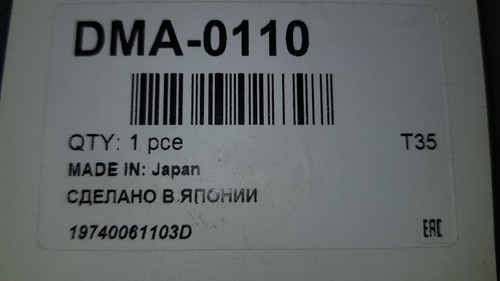 DMA-0110
QTY: 1 pce T35
MADE IN: Japan
СДЕЛАНО В ЯПОНИИ
19740061103D EAC